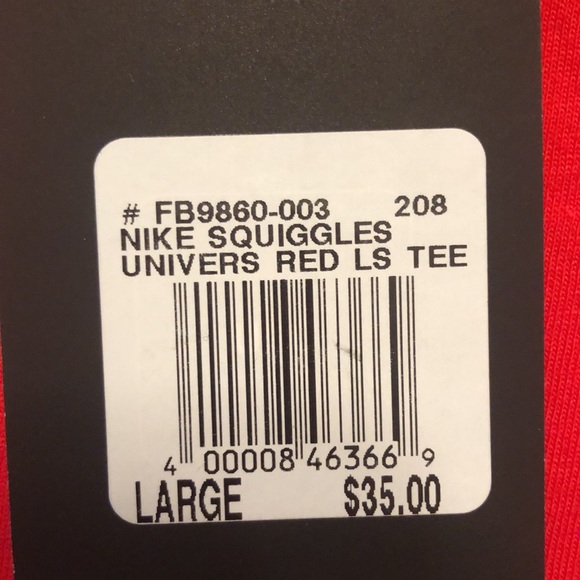 # FB9860-003 208
NIKE SQUIGGLES
UNIVERS RED LS TEE
4 00008 46366 9
LARGE $35.00